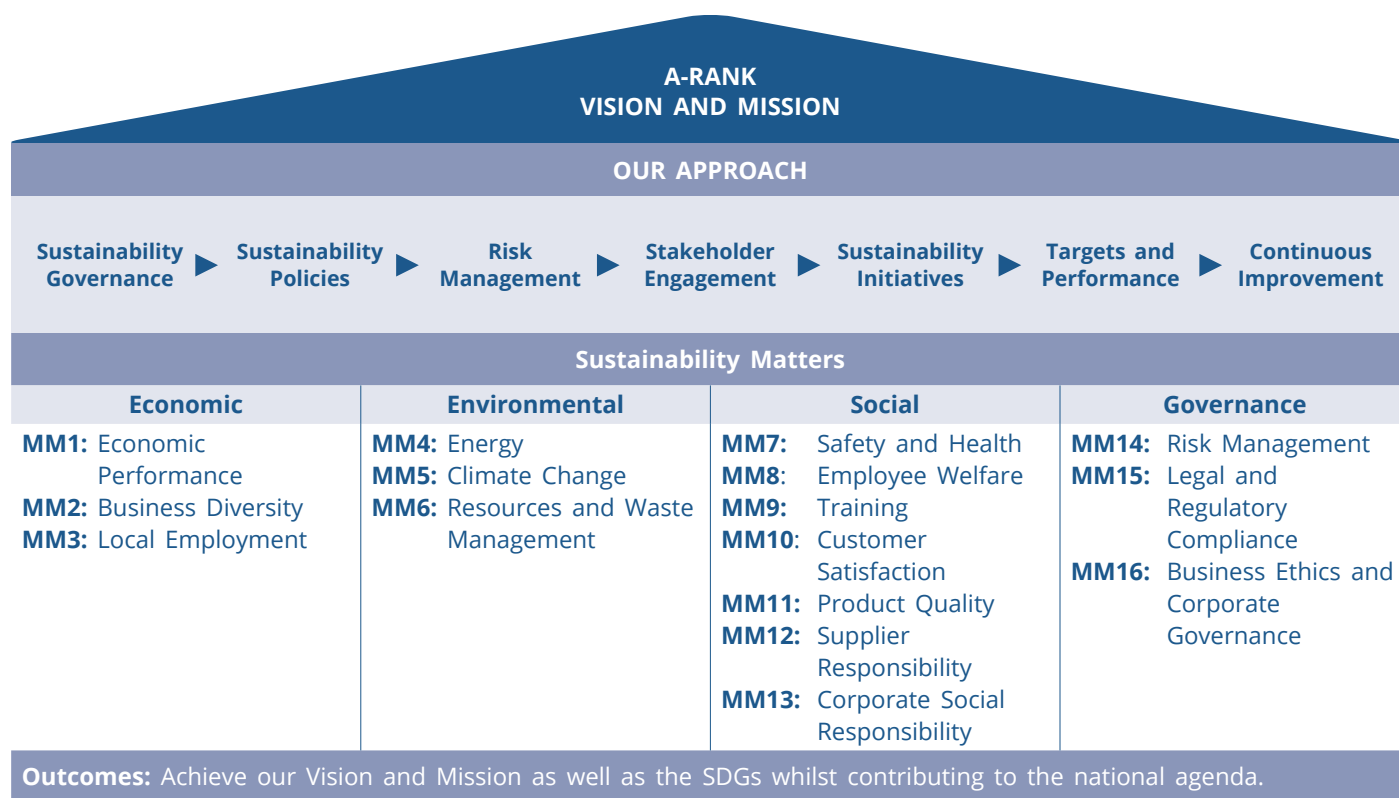 A-RANK
VISION AND MISSION
OUR APPROACH
Sustainability
Governance
Sustainability
Policies
Risk
Management
Stakeholder
Engagement
Sustainability
Initiatives
Targets and
Performance
Continuous
Improvement
Sustainability Matters
Economic
MM1: Economic
Performance
MM2: Business Diversity
MM3: Local Employment
Environmental
MM4: Energy
MM5: Climate Change
MM6: Resources and Waste
Management
Social
MM7: Safety and Health
MM8: Employee Welfare
MM9: Training
MM10: Customer
Satisfaction
MM11: Product Quality
MM12: Supplier
Responsibility
MM13: Corporate Social
Responsibility
Governance
MM14: Risk Management
MM15: Legal and
Regulatory
Compliance
MM16: Business Ethics and
Corporate
Governance
Outcomes: Achieve our Vision and Mission as well as the SDGs whilst contributing to the national agenda.